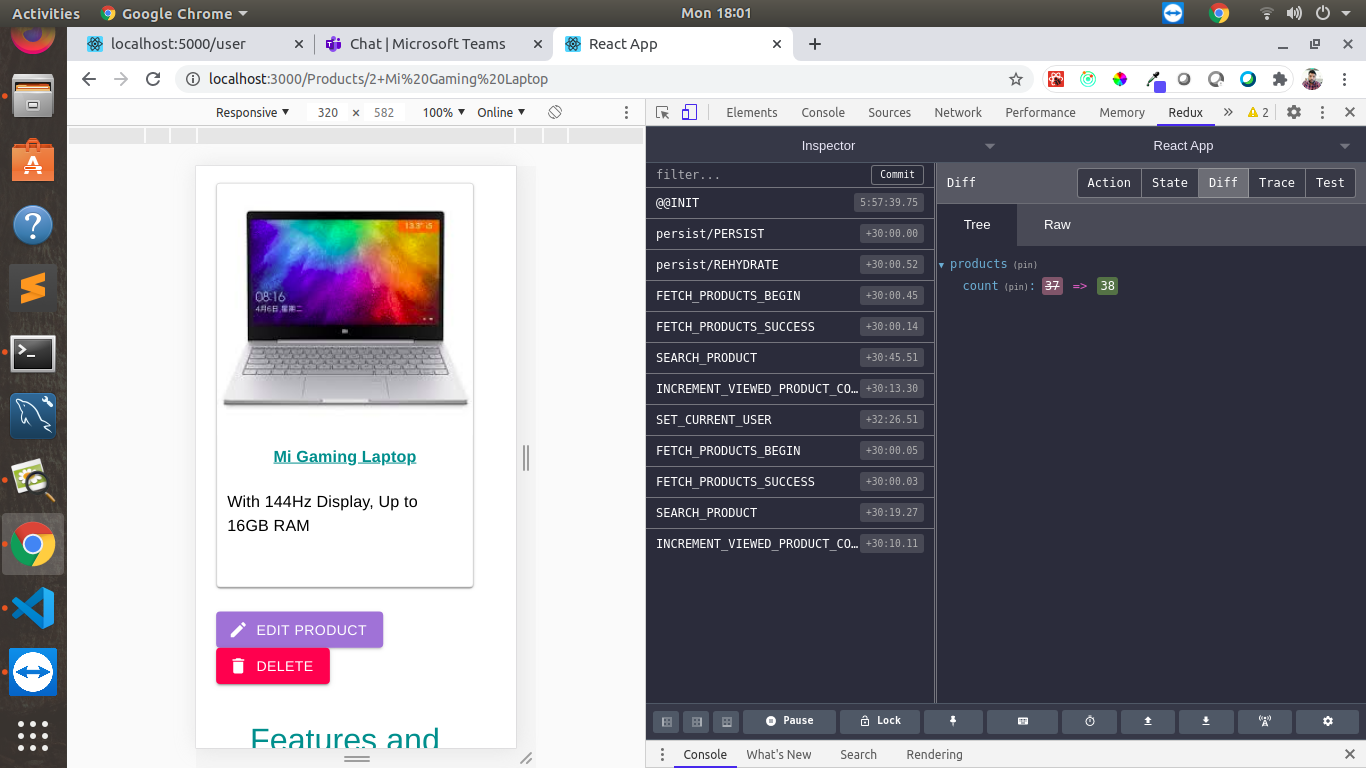 Activities
Google Chrome
Mon 18:01
localhost:5000/user
Chat | Microsoft Teams
React App
localhost:3000/Products/2+Mi%20Gaming%20Laptop
Responsive
320 × 582
100%
Online
Elements
Console
Sources
Network
Performance
Memory
Redux
2
Inspector
React App
filter...
Commit
@@INIT 5:57:39.75
persist/PERSIST +30:00.00
persist/REHYDRATE +30:00.52
FETCH_PRODUCTS_BEGIN +30:00.45
FETCH_PRODUCTS_SUCCESS +30:00.14
SEARCH_PRODUCT +30:45.51
INCREMENT_VIEWED_PRODUCT_CO… +30:13.30
SET_CURRENT_USER +32:26.51
FETCH_PRODUCTS_BEGIN +30:00.05
FETCH_PRODUCTS_SUCCESS +30:00.03
SEARCH_PRODUCT +30:19.27
INCREMENT_VIEWED_PRODUCT_CO… +30:10.11
Diff
Action
State
Diff
Trace
Test
Tree
Raw
products (pin)
count (pin): 37 => 38
13.3" i5
08:16
4月6日,星期二
Mi Gaming Laptop
With 144Hz Display, Up to
16GB RAM
EDIT PRODUCT
DELETE
Features and
Pause
Lock
Console
What's New
Search
Rendering